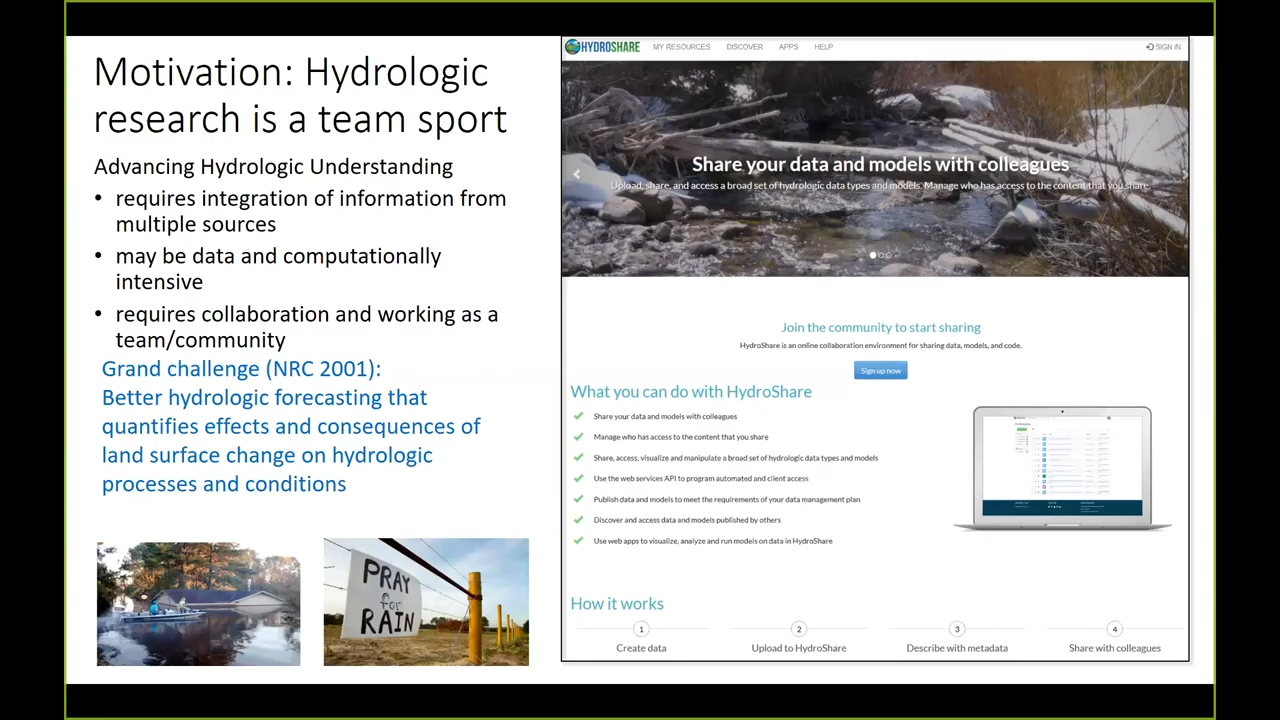 Motivation: Hydrologic
research is a team sport
Advancing Hydrologic Understanding
• requires integration of information from
multiple sources
• may be data and computationally
intensive
• requires collaboration and working as a
team/community
Grand challenge (NRC 2001):
Better hydrologic forecasting that
quantifies effects and consequences of
land surface change on hydrologic
processes and conditions
PRAY
for
RAIN
HYDROSHARE MY RESOURCES DISCOVER APPS HELP SIGN IN
Share your data and models with colleagues
Upload, share, and access a broad set of hydrologic data types and models. Manage who has access to the content that you share.
Join the community to start sharing
HydroShare is an online collaboration environment for sharing data, models, and code.
Sign up now
What you can do with HydroShare
Share your data and models with colleagues
Manage who has access to the content that you share
Share, access, visualize and manipulate a broad set of hydrologic data types and models
Use the web services API to program automated and client access
Publish data and models to meet the requirements of your data management plan
Discover and access data and models published by others
Use web apps to visualize, analyze and run models on data in HydroShare
How it works
1 2 3 4
Create data Upload to HydroShare Describe with metadata Share with colleagues